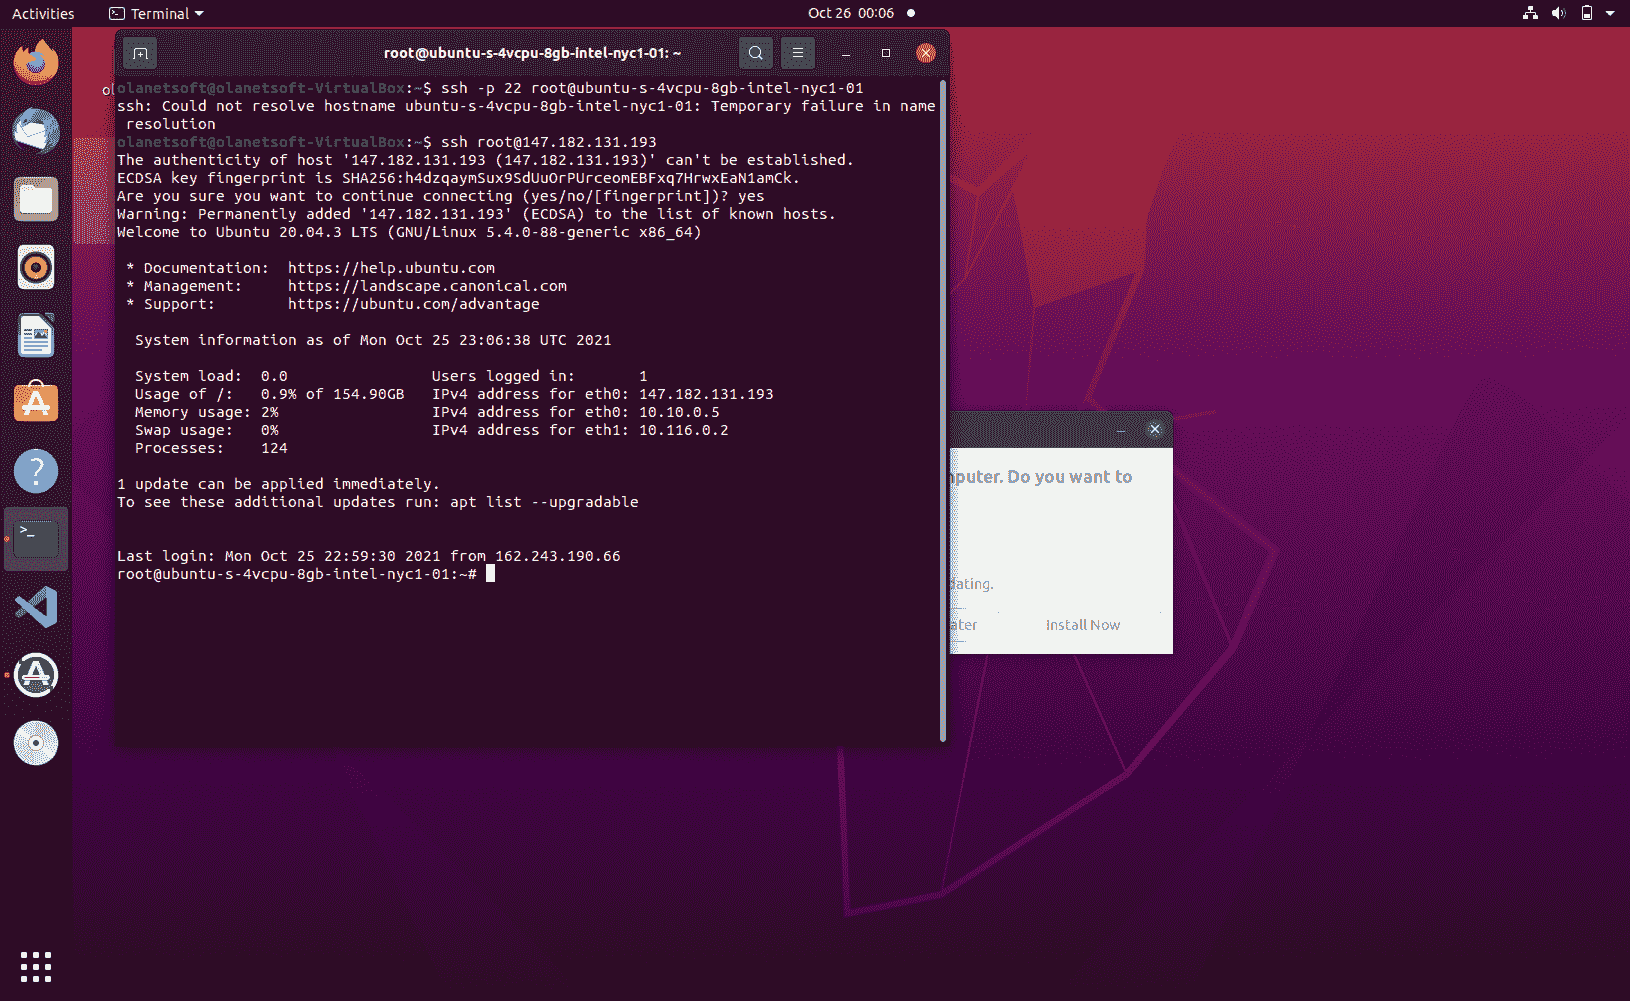 Activities
Terminal
Oct 26 00:06
root@ubuntu-s-4vcpu-8gb-intel-nyc1-01: ~
olanetsoft@olanetsoft-VirtualBox:~$ ssh -p 22 root@ubuntu-s-4vcpu-8gb-intel-nyc1-01
ssh: Could not resolve hostname ubuntu-s-4vcpu-8gb-intel-nyc1-01: Temporary failure in name
resolution
olanetsoft@olanetsoft-VirtualBox:~$ ssh root@147.182.131.193
The authenticity of host '147.182.131.193 (147.182.131.193)' can't be established.
ECDSA key fingerprint is SHA256:h4dzqaymSux9SdUuOrPUrceomEBFxq7HrwxEaN1amCk.
Are you sure you want to continue connecting (yes/no/[fingerprint])? yes
Warning: Permanently added '147.182.131.193' (ECDSA) to the list of known hosts.
Welcome to Ubuntu 20.04.3 LTS (GNU/Linux 5.4.0-88-generic x86_64)
* Documentation: https://help.ubuntu.com
* Management: https://landscape.canonical.com
* Support: https://ubuntu.com/advantage
System information as of Mon Oct 25 23:06:38 UTC 2021
System load: 0.0 Users logged in: 1
Usage of /: 0.9% of 154.90GB IPv4 address for eth0: 147.182.131.193
Memory usage: 2% IPv4 address for eth0: 10.10.0.5
Swap usage: 0% IPv4 address for eth1: 10.116.0.2
Processes: 124
1 update can be applied immediately.
To see these additional updates run: apt list --upgradable
Last login: Mon Oct 25 22:59:30 2021 from 162.243.190.66
root@ubuntu-s-4vcpu-8gb-intel-nyc1-01:~#
mputer. Do you want to
dating.
ater
Install Now